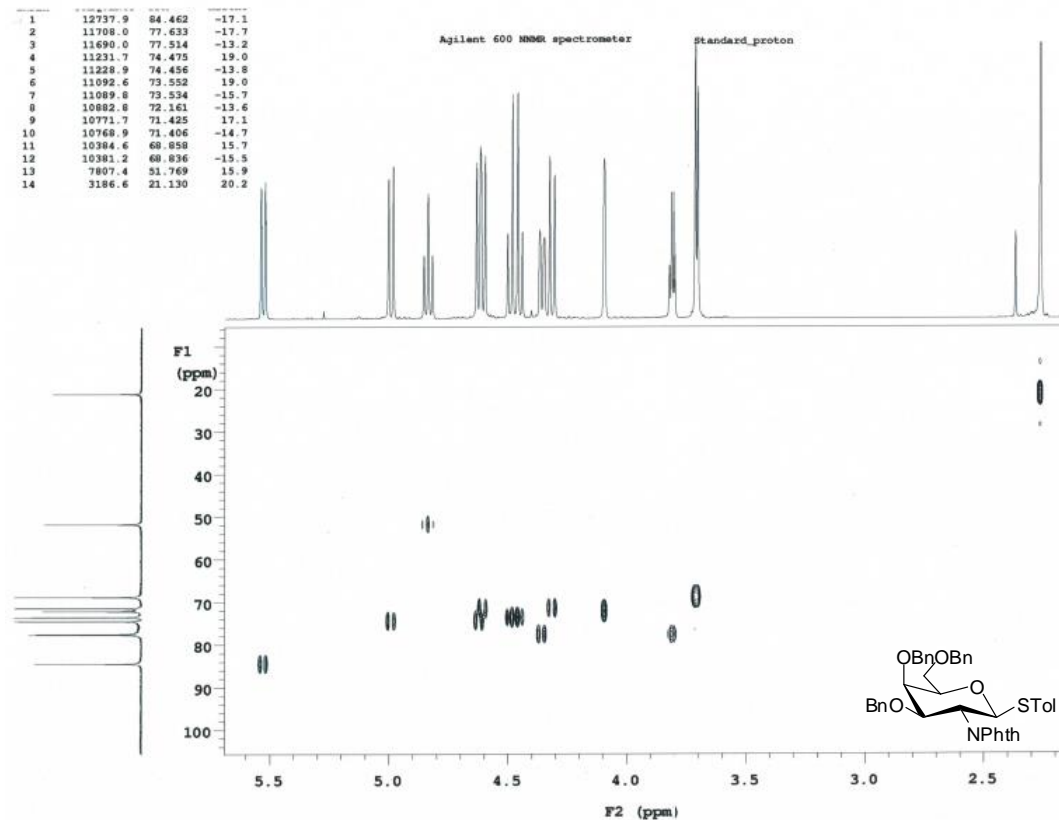 1 12737.9 84.462 -17.1
2 11708.0 77.633 -17.7
3 11690.0 77.514 -13.2
4 11231.7 74.475 19.0
5 11228.9 74.456 -13.8
6 11092.6 73.552 19.0
7 11089.8 73.534 -15.7
8 10882.8 72.161 -13.6
9 10771.7 71.425 17.1
10 10768.9 71.406 -14.7
11 10384.6 68.858 15.7
12 10381.2 68.836 -15.5
13 7807.4 51.769 15.9
14 3186.6 21.130 20.2
Agilent 600 NNMR spectrometer
Standard_proton
F1
(ppm)
20
30
40
50
60
70
80
90
100
OBn OBn
O
BnO
STol
NPhth
5.5 5.0 4.5 4.0 3.5 3.0 2.5
F2 (ppm)